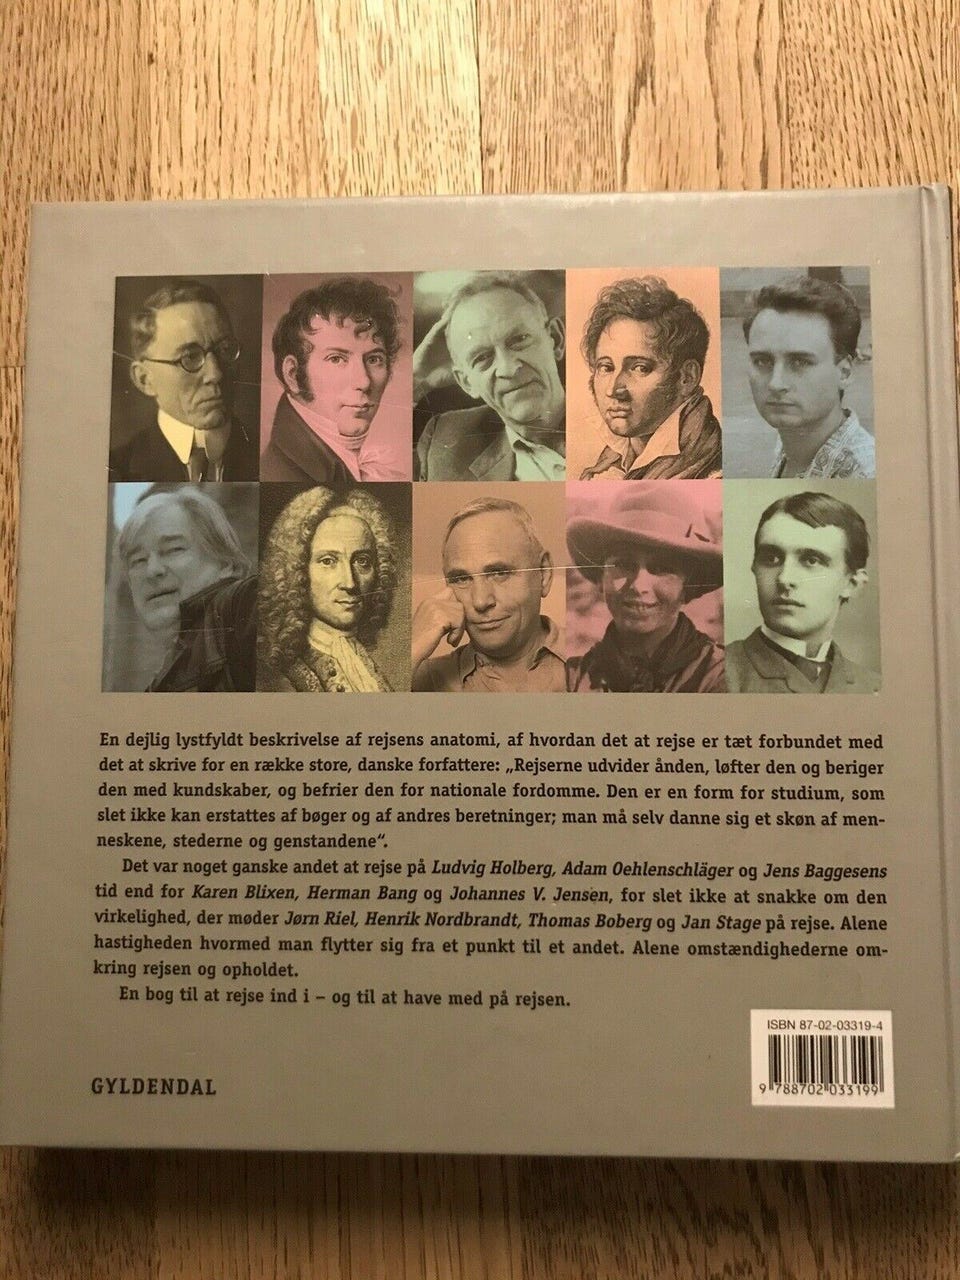 En dejlig lystfyldt beskrivelse af rejsens anatomi, af hvordan det at rejse er tæt forbundet med
det at skrive for en række store, danske forfattere: „Rejserne udvider ånden, løfter den og beriger
den med kundskaber, og befrier den for nationale fordomme. Den er en form for studium, som
slet ikke kan erstattes af bøger og af andres beretninger; man må selv danne sig et skøn af men-
neskene, stederne og genstandene“.
Det var noget ganske andet at rejse på Ludvig Holberg, Adam Oehlenschläger og Jens Baggesens
tid end for Karen Blixen, Herman Bang og Johannes V. Jensen, for slet ikke at snakke om den
virkelighed, der møder Jørn Riel, Henrik Nordbrandt, Thomas Boberg og Jan Stage på rejse. Alene
hastigheden hvormed man flytter sig fra et punkt til et andet. Alene omstændighederne om-
kring rejsen og opholdet.
En bog til at rejse ind i – og til at have med på rejsen.
ISBN 87-02-03319-4
9 788702 033199
GYLDENDAL